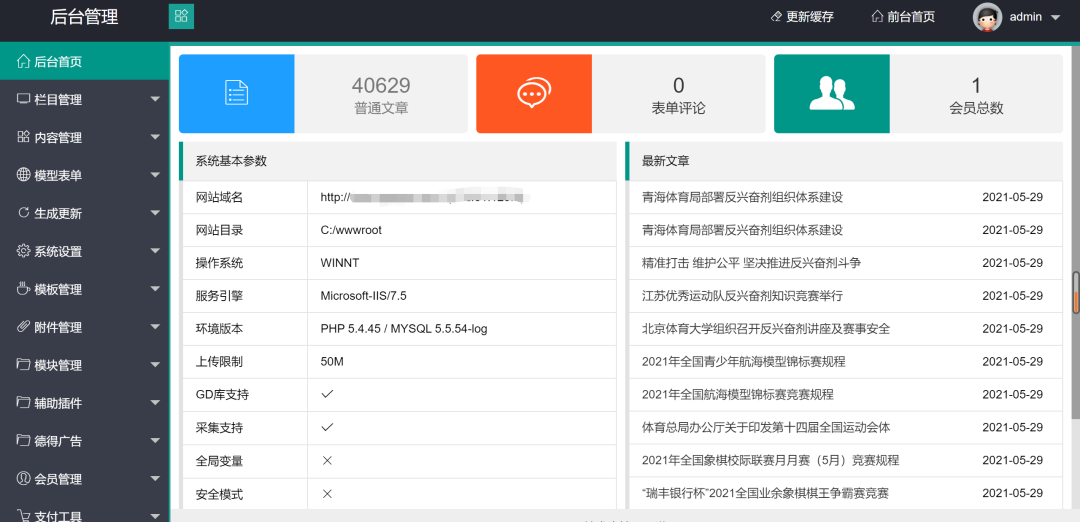 后台管理
更新缓存
前台首页
admin
后台首页
栏目管理
内容管理
模型表单
生成更新
系统设置
模板管理
附件管理
模块管理
辅助插件
德得广告
会员管理
支付工具
40629
普通文章
0
表单评论
1
会员总数
系统基本参数
网站域名 http://
网站目录 C:/wwwroot
操作系统 WINNT
服务引擎 Microsoft-IIS/7.5
环境版本 PHP 5.4.45 / MYSQL 5.5.54-log
上传限制 50M
GD库支持
采集支持
全局变量
安全模式
最新文章
青海体育局部署反兴奋剂组织体系建设 2021-05-29
青海体育局部署反兴奋剂组织体系建设 2021-05-29
精准打击 维护公平 坚决推进反兴奋剂斗争 2021-05-29
江苏优秀运动队反兴奋剂知识竞赛举行 2021-05-29
北京体育大学组织召开反兴奋剂讲座及赛事安全 2021-05-29
2021年全国青少年航海模型锦标赛规程 2021-05-29
2021年全国航海模型锦标赛竞赛规程 2021-05-29
体育总局办公厅关于印发第十四届全国运动会体 2021-05-29
2021年全国象棋校际联赛月月赛（5月）竞赛规程 2021-05-29
“瑞丰银行杯”2021全国业余象棋棋王争霸赛竞赛 2021-05-29